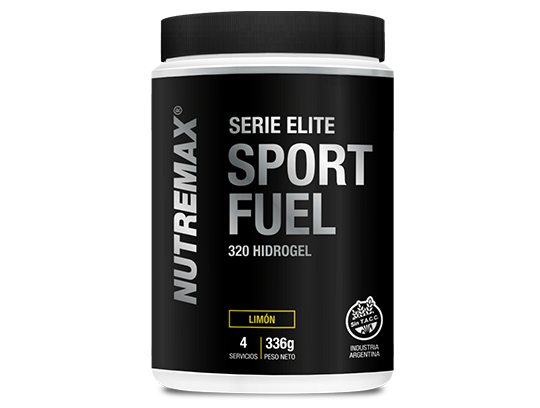 NUTREMAX®
SERIE ELITE
SPORT
FUEL
320 HIDROGEL
LIMÓN
4
SERVICIOS
336g
PESO NETO
Sin T.A.C.C.
INDUSTRIA
ARGENTINA